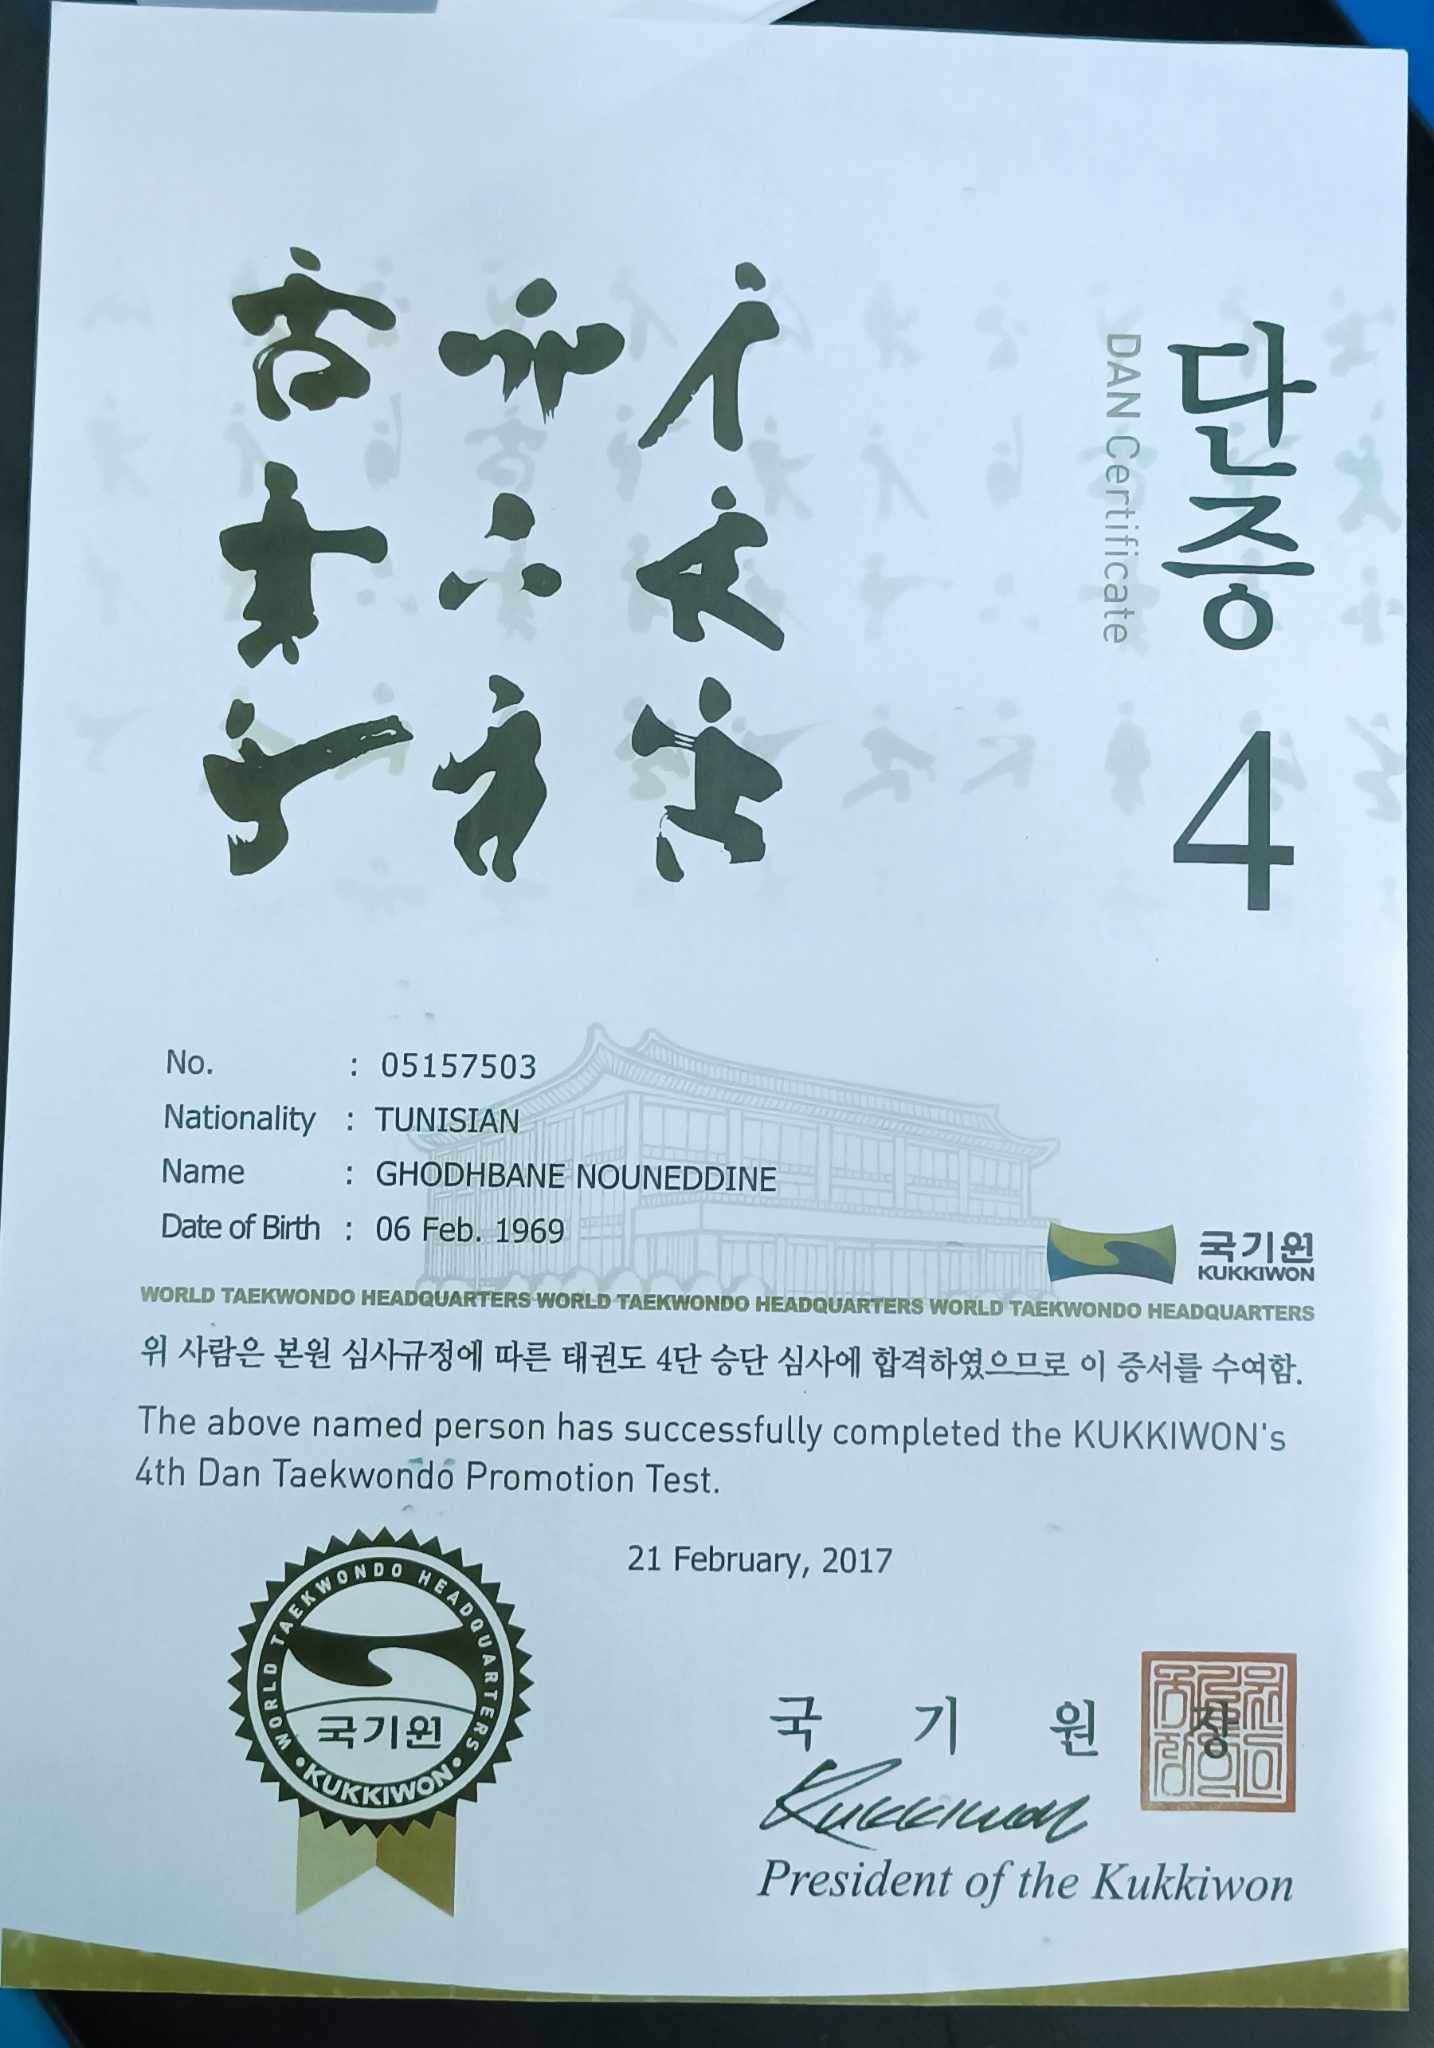 단증
DAN Certificate
4
No. : 05157503
Nationality : TUNISIAN
Name : GHODHBANE NOUNEDDINE
Date of Birth : 06 Feb. 1969
국기원
KUKKIWON
WORLD TAEKWONDO HEADQUARTERS WORLD TAEKWONDO HEADQUARTERS WORLD TAEKWONDO HEADQUARTERS
위 사람은 본원 심사규정에 따른 태권도 4단 승단 심사에 합격하였으므로 이 증서를 수여함.
The above named person has successfully completed the KUKKIWON's
4th Dan Taekwondo Promotion Test.
21 February, 2017
WORLD TAEKWONDO HEADQUARTERS
국기원
• KUKKIWON •
국 기 원 장
Kukkiwon
President of the Kukkiwon